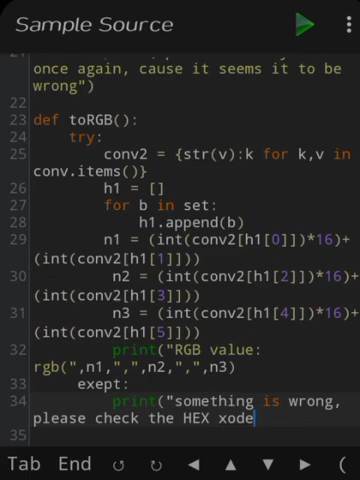 Sample Source
once again, cause it seems it to be
wrong")
22
23 def toRGB():
24 try:
25 conv2 = {str(v):k for k,v in
conv.items()}
26 h1 = []
27 for b in set:
28 h1.append(b)
29 n1 = (int(conv2[h1[0]])*16)+
(int(conv2[h1[1]]))
30 n2 = (int(conv2[h1[2]])*16)+
(int(conv2[h1[3]]))
31 n3 = (int(conv2[h1[4]])*16)+
(int(conv2[h1[5]]))
32 print("RGB value:
rgb(",n1,",",n2,",",n3)
33 exept:
34 print("something is wrong,
please check the HEX xode
35
Tab End ↺ ↻ ◀ ▲ ▼ ▶ (